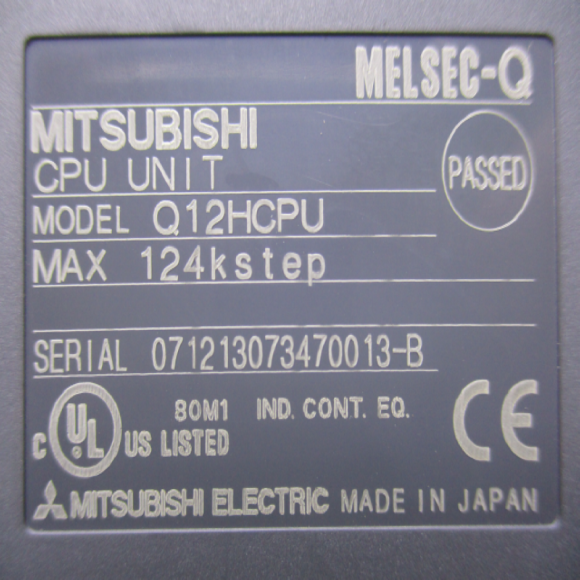 MELSEC-Q
MITSUBISHI
CPU UNIT
PASSED
MODEL Q12HCPU
MAX 124kstep
SERIAL 071213073470013-B
80M1 IND. CONT. EQ.
C UL US LISTED
CE
MITSUBISHI ELECTRIC MADE IN JAPAN